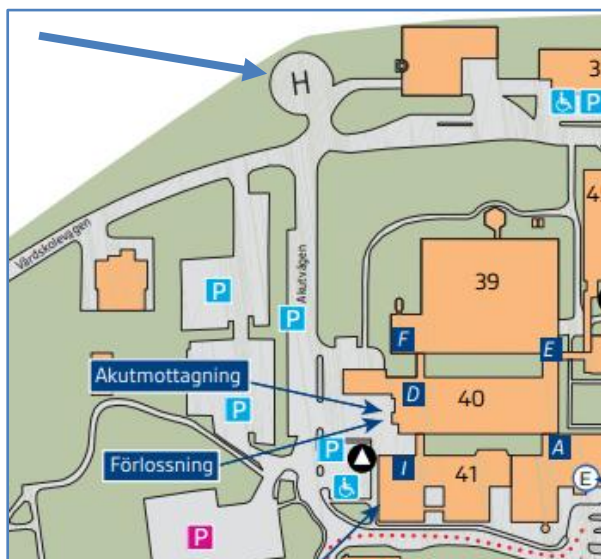 H
3
P
4
Vårdskolevägen
Akutvägen
39
P
P
F
E
Akutmottagning
D
40
P
Förlossning
P
I
41
A
E
P